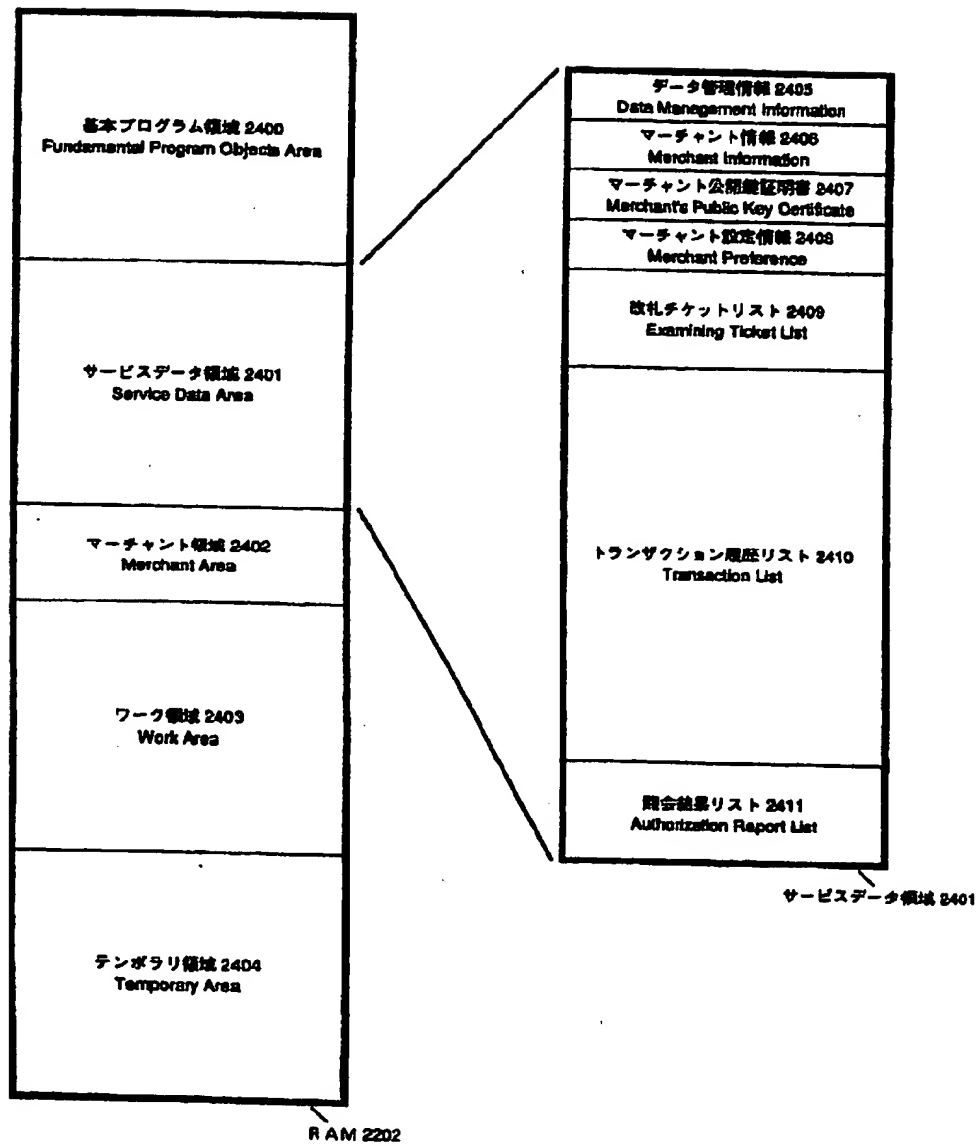 基本プログラム領域 2400
Fundamental Program Objects Area
サービスデータ領域 2401
Service Data Area
マーチャント領域 2402
Merchant Area
ワーク領域 2403
Work Area
テンポラリ領域 2404
Temporary Area
RAM 2202
データ管理情報 2405
Data Management Information
マーチャント情報 2406
Merchant Information
マーチャント公開鍵証明書 2407
Merchant's Public Key Certificate
マーチャント設定情報 2408
Merchant Preference
改札チケットリスト 2409
Examining Ticket List
トランザクション履歴リスト 2410
Transaction List
照会結果リスト 2411
Authorization Report List
サービスデータ領域 2401